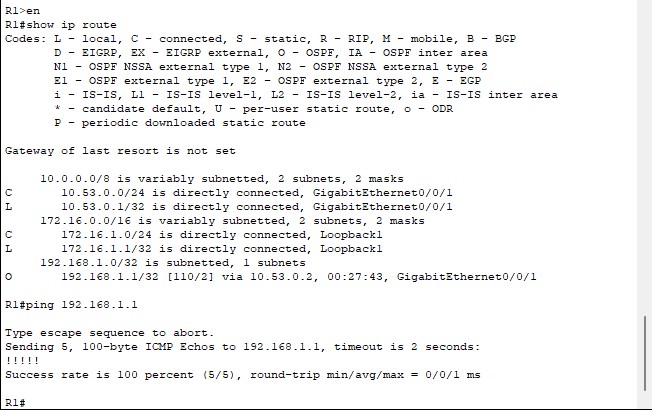 R1>en
R1#show ip route
Codes: L - local, C - connected, S - static, R - RIP, M - mobile, B - BGP
D - EIGRP, EX - EIGRP external, O - OSPF, IA - OSPF inter area
N1 - OSPF NSSA external type 1, N2 - OSPF NSSA external type 2
E1 - OSPF external type 1, E2 - OSPF external type 2, E - EGP
i - IS-IS, L1 - IS-IS level-1, L2 - IS-IS level-2, ia - IS-IS inter area
* - candidate default, U - per-user static route, o - ODR
P - periodic downloaded static route
Gateway of last resort is not set
10.0.0.0/8 is variably subnetted, 2 subnets, 2 masks
C 10.53.0.0/24 is directly connected, GigabitEthernet0/0/1
L 10.53.0.1/32 is directly connected, GigabitEthernet0/0/1
172.16.0.0/16 is variably subnetted, 2 subnets, 2 masks
C 172.16.1.0/24 is directly connected, Loopback1
L 172.16.1.1/32 is directly connected, Loopback1
192.168.1.0/32 is subnetted, 1 subnets
O 192.168.1.1/32 [110/2] via 10.53.0.2, 00:27:43, GigabitEthernet0/0/1
R1#ping 192.168.1.1
Type escape sequence to abort.
Sending 5, 100-byte ICMP Echos to 192.168.1.1, timeout is 2 seconds:
!!!!!
Success rate is 100 percent (5/5), round-trip min/avg/max = 0/0/1 ms
R1#